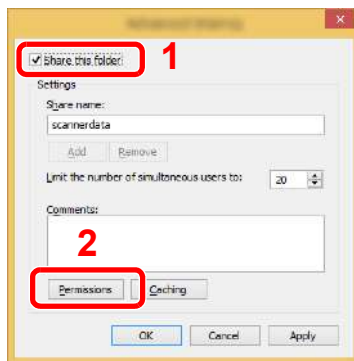 Share this folder
1
Settings
Share name:
scannerdata
Add Remove
Limit the number of simultaneous users to: 20
Comments:
2
Permissions Caching
OK Cancel Apply